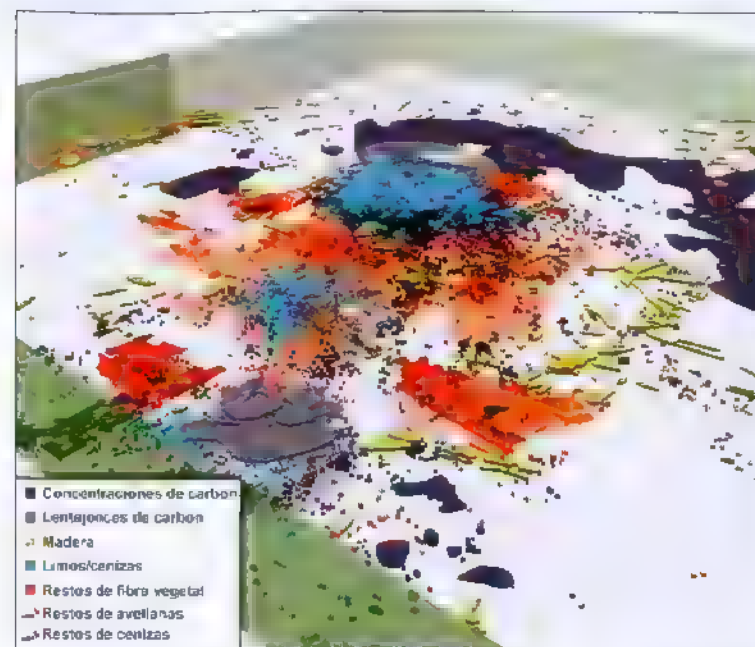 Concentraciones de carbon
Lentejones de carbon
Madera
Limos/cenizas
Restos de fibra vegetal
Restos de avellanas
Restos de cenizas